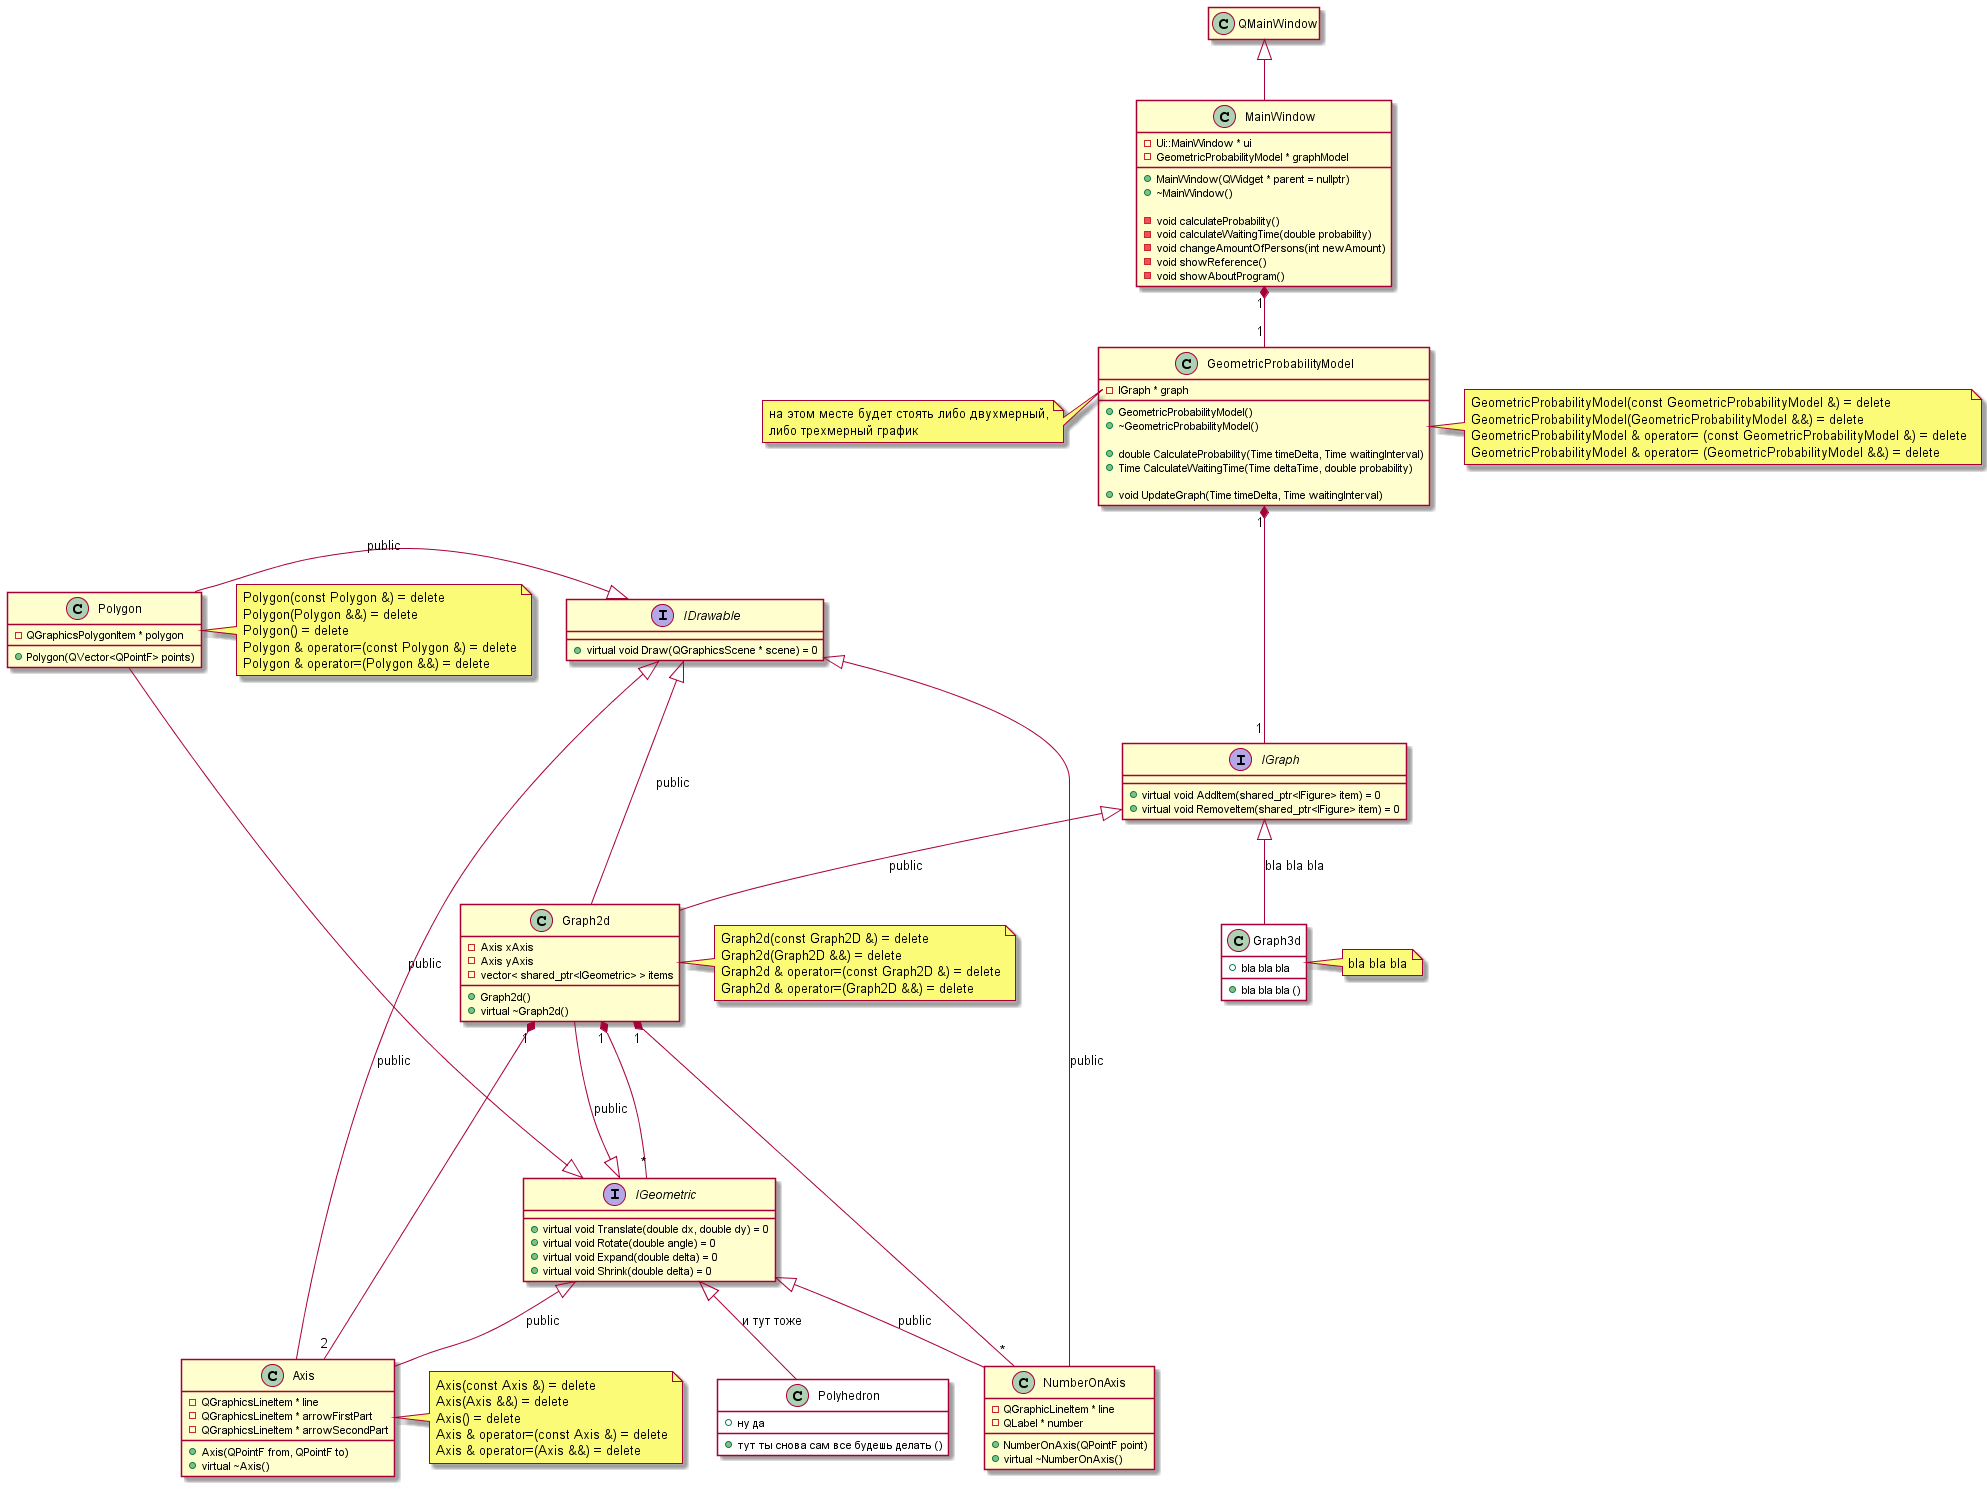 QMainWindow
MainWindow
Ui::MainWindow * ui
GeometricProbabilityModel * graphModel
MainWindow(QWidget * parent = nullptr)
~MainWindow()
void calculateProbability()
void calculateWaitingTime(double probability)
void changeAmountOfPersons(int newAmount)
void showReference()
void showAboutProgram()
1
1
GeometricProbabilityModel
IGraph * graph
GeometricProbabilityModel()
~GeometricProbabilityModel()
double CalculateProbability(Time timeDelta, Time waitingInterval)
Time CalculateWaitingTime(Time deltaTime, double probability)
void UpdateGraph(Time timeDelta, Time waitingInterval)
на этом месте будет стоять либо двухмерный,
либо трехмерный график
GeometricProbabilityModel(const GeometricProbabilityModel &) = delete
GeometricProbabilityModel(GeometricProbabilityModel &&) = delete
GeometricProbabilityModel & operator= (const GeometricProbabilityModel &) = delete
GeometricProbabilityModel & operator= (GeometricProbabilityModel &&) = delete
1
public
Polygon
QGraphicsPolygonItem * polygon
Polygon(QVector<QPointF> points)
Polygon(const Polygon &) = delete
Polygon(Polygon &&) = delete
Polygon() = delete
Polygon & operator=(const Polygon &) = delete
Polygon & operator=(Polygon &&) = delete
IDrawable
virtual void Draw(QGraphicsScene * scene) = 0
1
IGraph
virtual void AddItem(shared_ptr<IFigure> item) = 0
virtual void RemoveItem(shared_ptr<IFigure> item) = 0
public
public
bla bla bla
Graph2d
Axis xAxis
Axis yAxis
vector< shared_ptr<IGeometric> > items
Graph2d()
virtual ~Graph2d()
Graph2d(const Graph2D &) = delete
Graph2d(Graph2D &&) = delete
Graph2d & operator=(const Graph2D &) = delete
Graph2d & operator=(Graph2D &&) = delete
Graph3d
bla bla bla
bla bla bla ()
bla bla bla
public
1
1
1
public
public
public
*
IGeometric
virtual void Translate(double dx, double dy) = 0
virtual void Rotate(double angle) = 0
virtual void Expand(double delta) = 0
virtual void Shrink(double delta) = 0
public
и тут тоже
public
2
*
Axis
QGraphicsLineItem * line
QGraphicsLineItem * arrowFirstPart
QGraphicsLineItem * arrowSecondPart
Axis(QPointF from, QPointF to)
virtual ~Axis()
Axis(const Axis &) = delete
Axis(Axis &&) = delete
Axis() = delete
Axis & operator=(const Axis &) = delete
Axis & operator=(Axis &&) = delete
Polyhedron
ну да
тут ты снова сам все будешь делать ()
NumberOnAxis
QGraphicLineItem * line
QLabel * number
NumberOnAxis(QPointF point)
virtual ~NumberOnAxis()